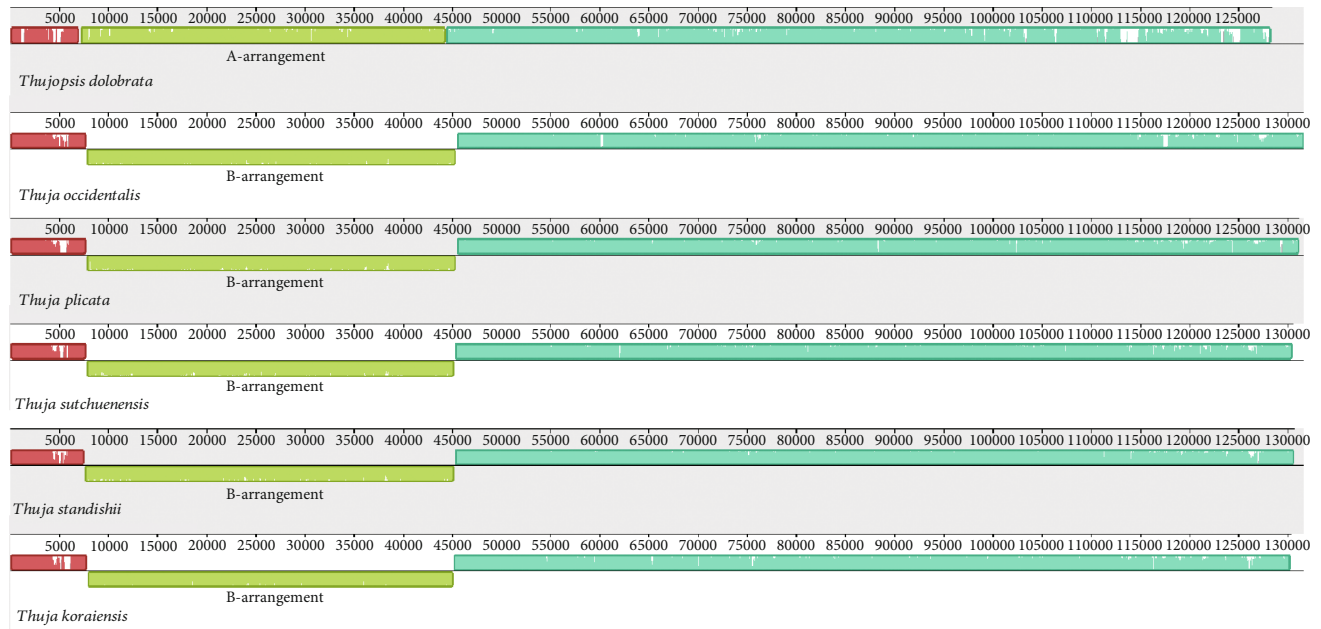 5000 10000 15000 20000 25000 30000 35000 40000 45000 50000 55000 60000 65000 70000 75000 80000 85000 90000 95000 100000 105000 110000 115000 120000 125000
A-arrangement
Thujopsis dolobrata
5000 10000 15000 20000 25000 30000 35000 40000 45000 50000 55000 60000 65000 70000 75000 80000 85000 90000 95000 100000 105000 110000 115000 120000 125000 130000
B-arrangement
Thuja occidentalis
5000 10000 15000 20000 25000 30000 35000 40000 45000 50000 55000 60000 65000 70000 75000 80000 85000 90000 95000 100000 105000 110000 115000 120000 125000 130000
B-arrangement
Thuja plicata
5000 10000 15000 20000 25000 30000 35000 40000 45000 50000 55000 60000 65000 70000 75000 80000 85000 90000 95000 100000 105000 110000 115000 120000 125000 130000
B-arrangement
Thuja sutchuenensis
5000 10000 15000 20000 25000 30000 35000 40000 45000 50000 55000 60000 65000 70000 75000 80000 85000 90000 95000 100000 105000 110000 115000 120000 125000 130000
B-arrangement
Thuja standishii
5000 10000 15000 20000 25000 30000 35000 40000 45000 50000 55000 60000 65000 70000 75000 80000 85000 90000 95000 100000 105000 110000 115000 120000 125000 130000
B-arrangement
Thuja koraiensis